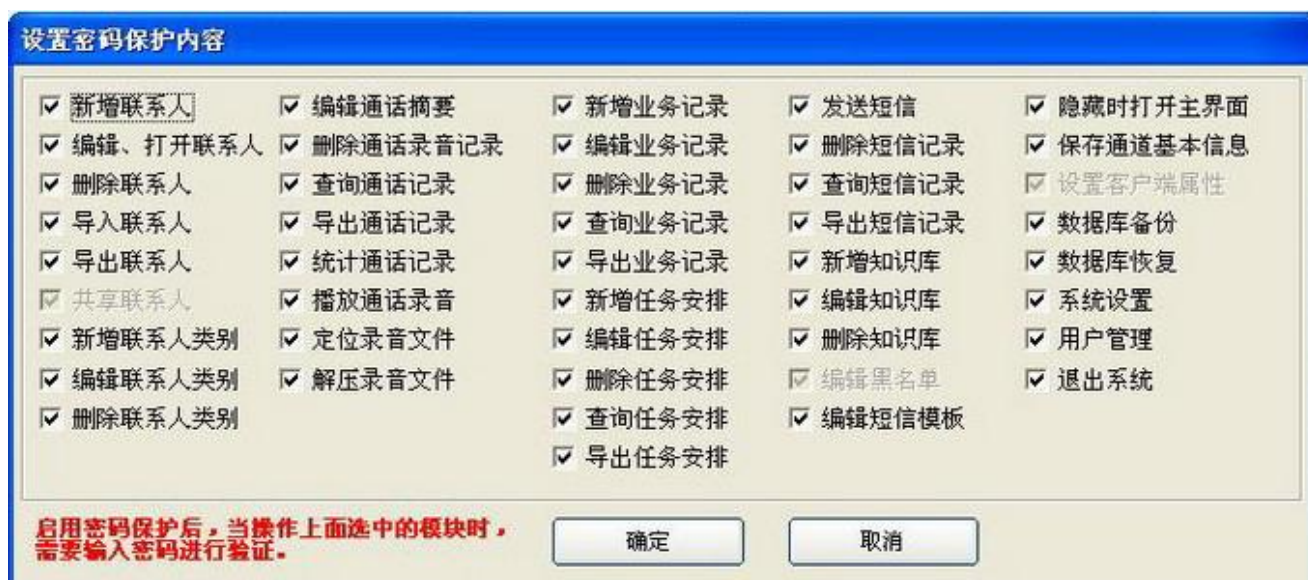 设置密码保护内容
新增联系人 编辑通话摘要 新增业务记录 发送短信 隐藏时打开主界面
编辑、打开联系人 删除通话录音记录 编辑业务记录 删除短信记录 保存通道基本信息
删除联系人 查询通话记录 删除业务记录 查询短信记录 设置客户端属性
导入联系人 导出通话记录 查询业务记录 导出短信记录 数据库备份
导出联系人 统计通话记录 导出业务记录 新增知识库 数据库恢复
共享联系人 播放通话录音 新增任务安排 编辑知识库 系统设置
新增联系人类别 定位录音文件 编辑任务安排 删除知识库 用户管理
编辑联系人类别 解压录音文件 删除任务安排 编辑黑名单 退出系统
删除联系人类别 查询任务安排 编辑短信模板
导出任务安排
启用密码保护后，当操作上面选中的模块时，
需要输入密码进行验证。
确定 取消